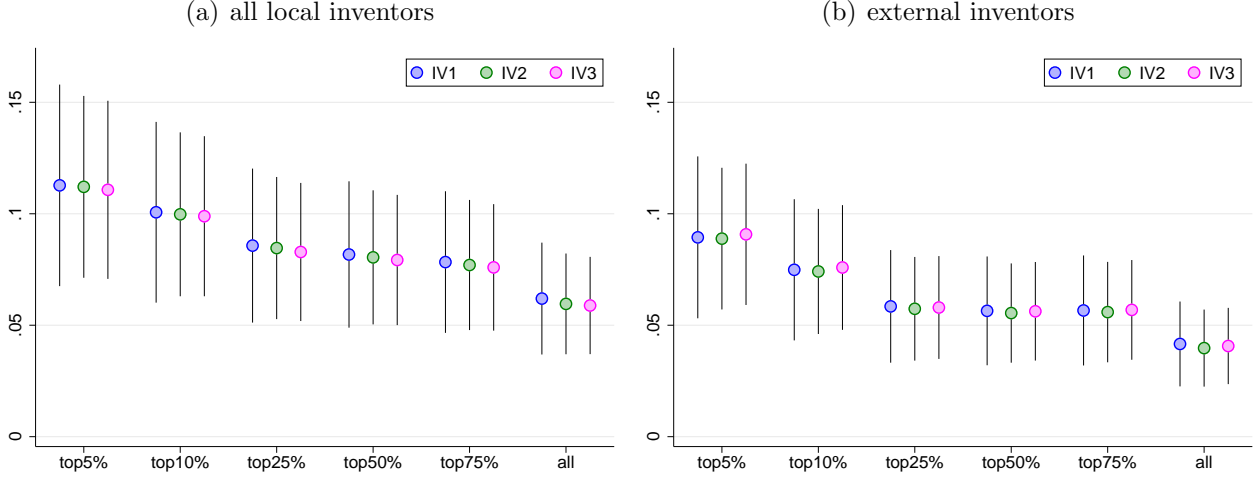 (a) all local inventors
IV1 IV2 IV3
.15
.1
.05
0
top5% top10% top25% top50% top75% all
(b) external inventors
IV1 IV2 IV3
.15
.1
.05
0
top5% top10% top25% top50% top75% all